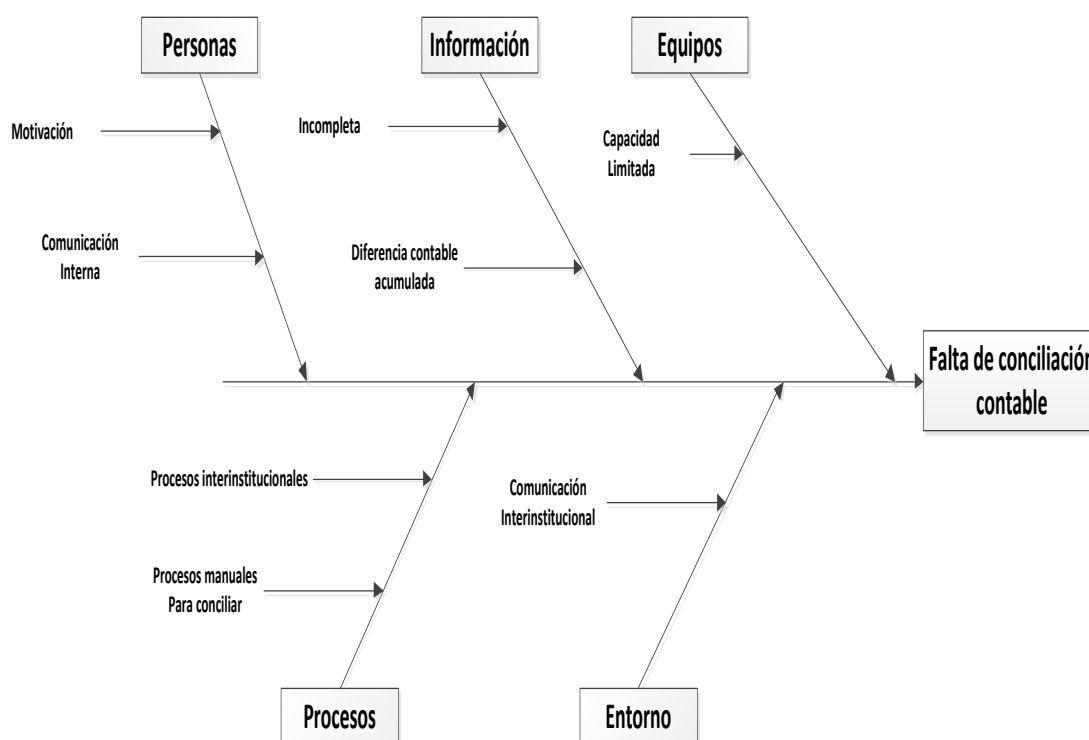 Personas
Información
Equipos
Motivación
Incompleta
Capacidad
Limitada
Comunicación
Interna
Diferencia contable
acumulada
Falta de conciliación
contable
Procesos interinstitucionales
Comunicación
Interinstitucional
Procesos manuales
Para conciliar
Procesos
Entorno